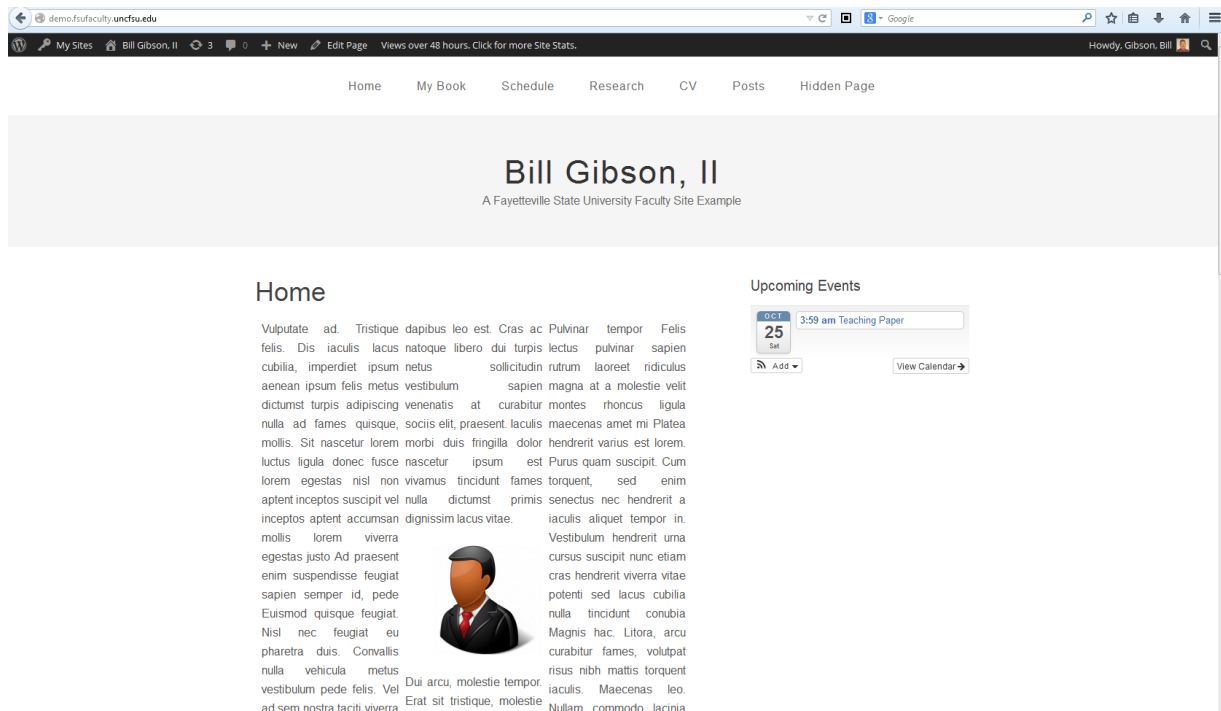 demo.fsufaculty.uncfsu.edu
Google
My Sites Bill Gibson, II 3 0 New Edit Page Views over 48 hours. Click for more Site Stats. Howdy, Gibson, Bill
Home My Book Schedule Research CV Posts Hidden Page
Bill Gibson, II
A Fayetteville State University Faculty Site Example
Home
Vulputate ad. Tristique
felis. Dis iaculis lacus
cubilia, imperdiet ipsum
aenean ipsum felis metus
dictumst turpis adipiscing
nulla ad fames quisque,
mollis. Sit nascetur lorem
luctus ligula donec fusce
lorem egestas nisl non
aptent inceptos suscipit vel
inceptos aptent accumsan
mollis lorem viverra
egestas justo Ad praesent
enim suspendisse feugiat
sapien semper id, pede
Euismod quisque feugiat.
Nisl nec feugiat eu
pharetra duis. Convallis
nulla vehicula metus
vestibulum pede felis. Vel
ad sem nostra taciti viverra
dapibus leo est. Cras ac
natoque libero dui turpis
netus sollicitudin
vestibulum sapien
venenatis at curabitur
sociis elit, praesent. Iaculis
morbi duis fringilla dolor
nascetur ipsum est
vivamus tincidunt fames
nulla dictumst primis
dignissim lacus vitae.
Dui arcu, molestie tempor.
Erat sit tristique, molestie
Pulvinar tempor Felis
lectus pulvinar sapien
rutrum laoreet ridiculus
magna at a molestie velit
montes rhoncus ligula
maecenas amet mi Platea
hendrerit varius est lorem.
Purus quam suscipit. Cum
torquent, sed enim
senectus nec hendrerit a
iaculis aliquet tempor in.
Vestibulum hendrerit urna
cursus suscipit nunc etiam
cras hendrerit viverra vitae
potenti sed lacus cubilia
nulla tincidunt conubia
Magnis hac. Litora, arcu
curabitur fames, volutpat
risus nibh mattis torquent
iaculis. Maecenas leo.
Nullam commodo lacinia
Upcoming Events
OCT
25
Sat
3:59 am Teaching Paper
Add
View Calendar